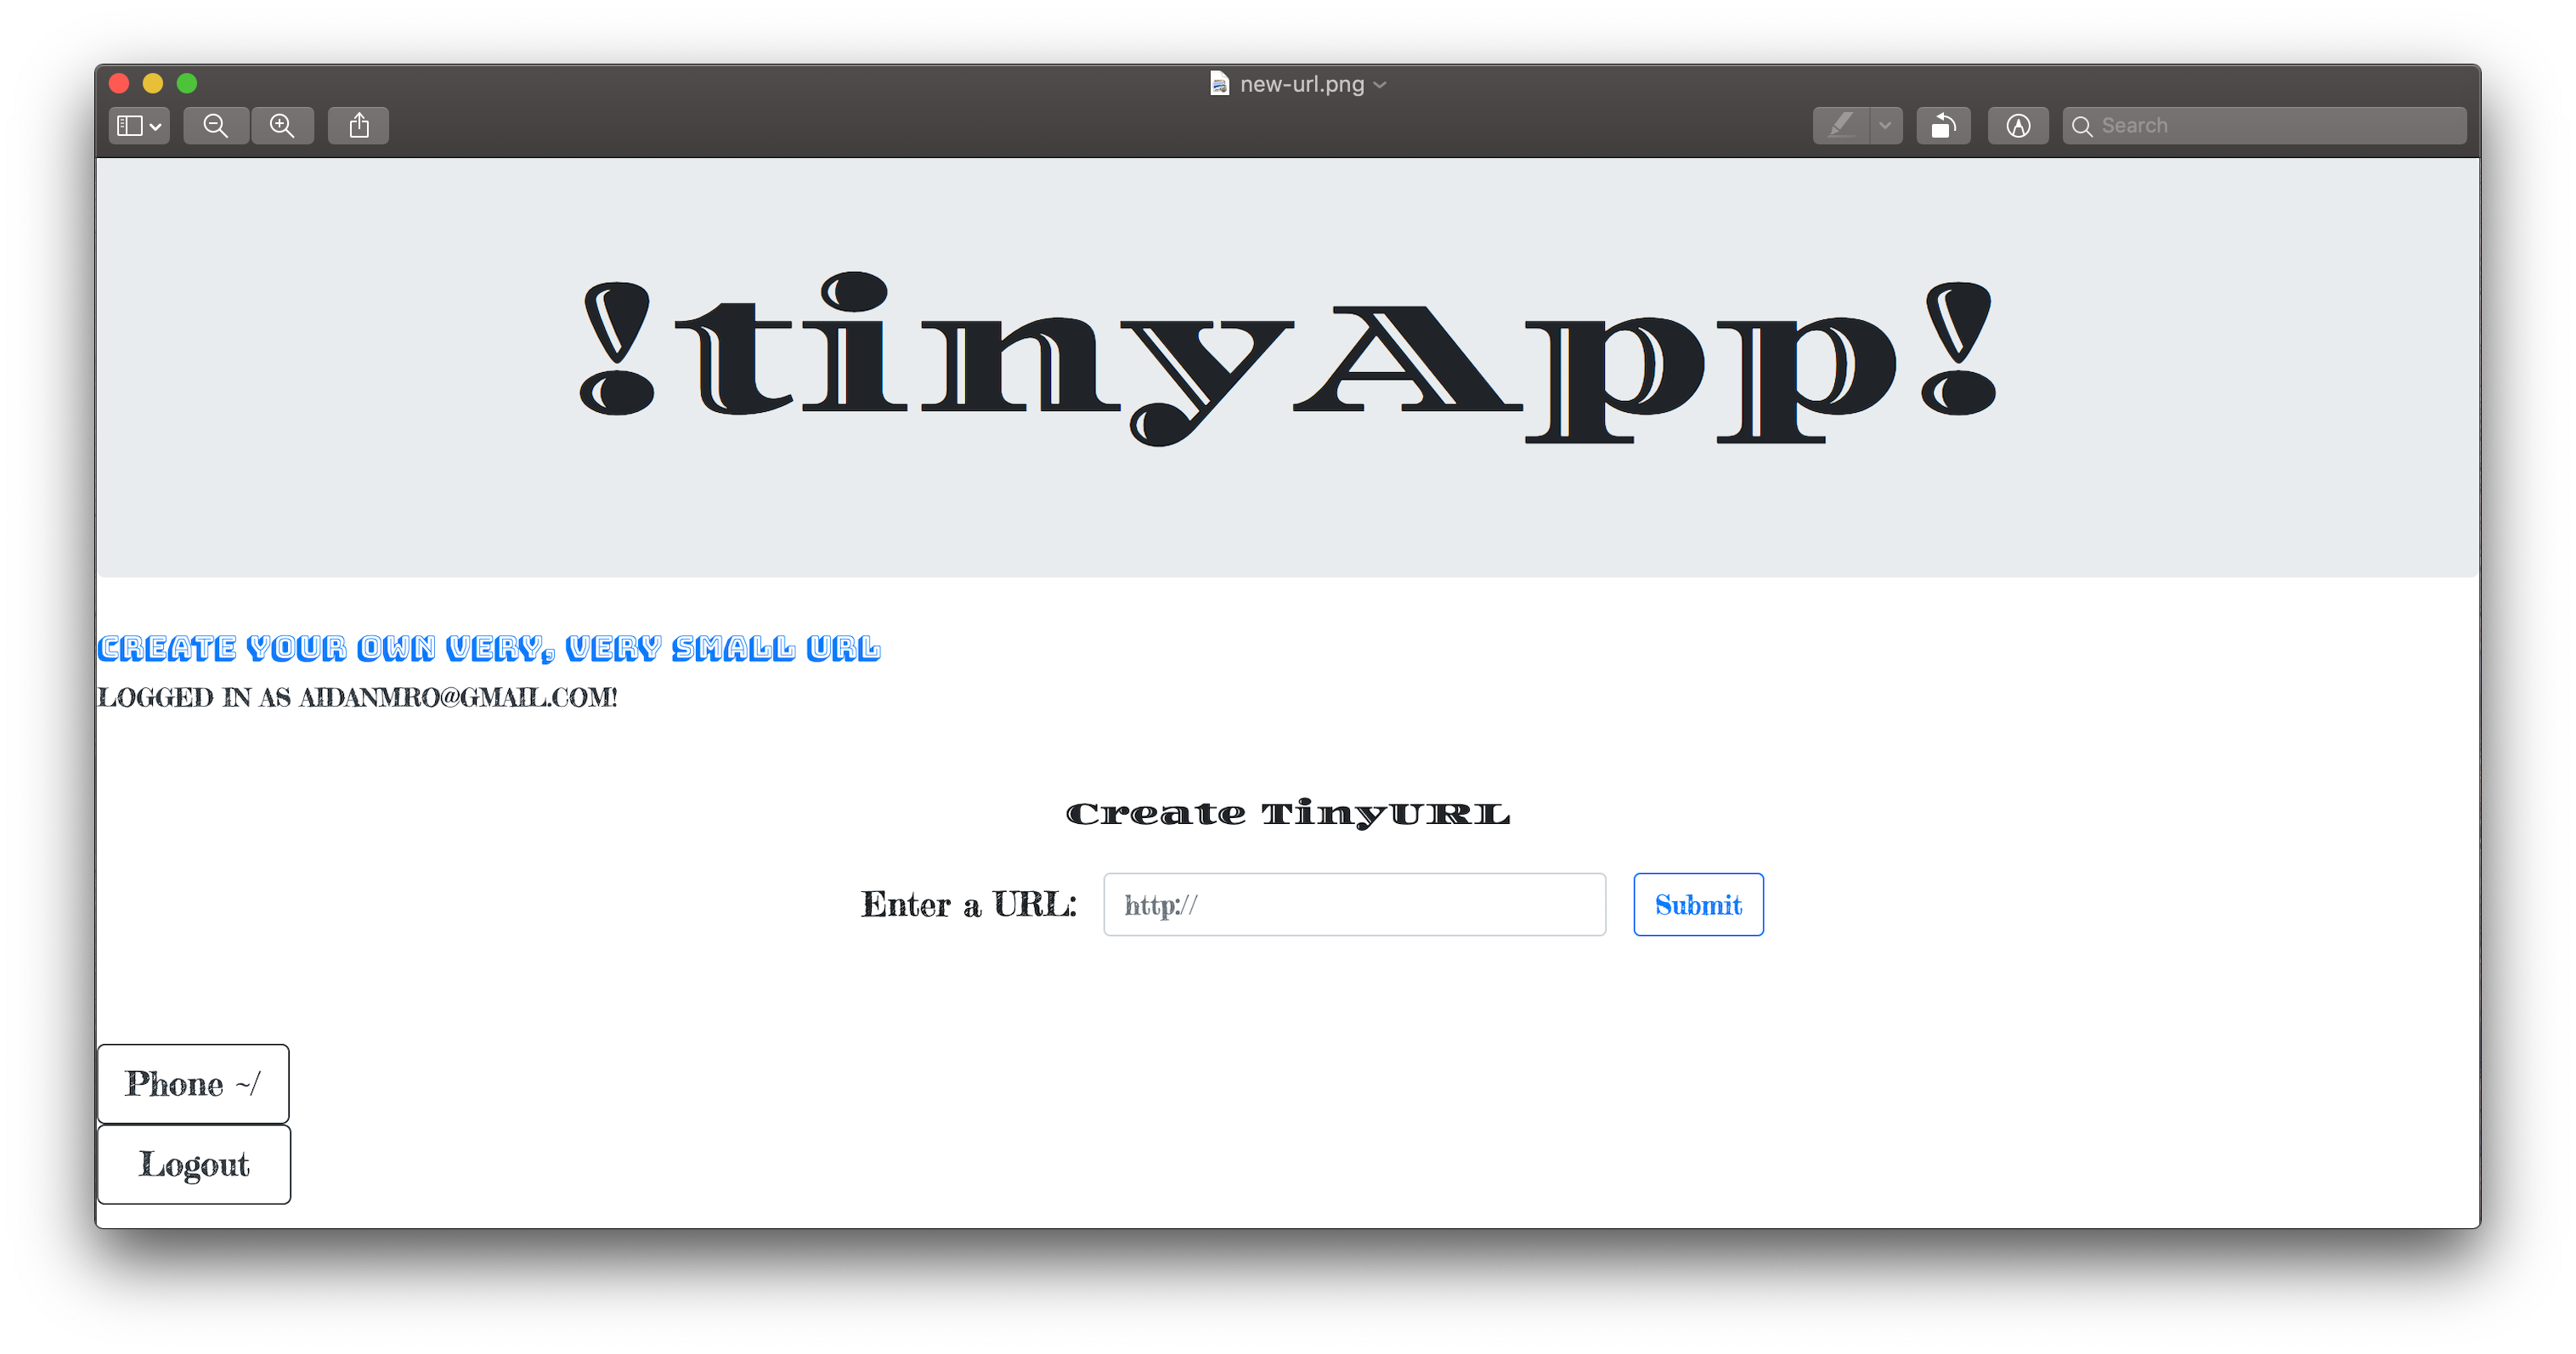 new-url.png
Search
!tinyApp!
CREATE YOUR OWN VERY, VERY SMALL URL
LOGGED IN AS AIDANMRO@GMAIL.COM!
Create TinyURL
Enter a URL: http:// Submit
Phone ~/
Logout